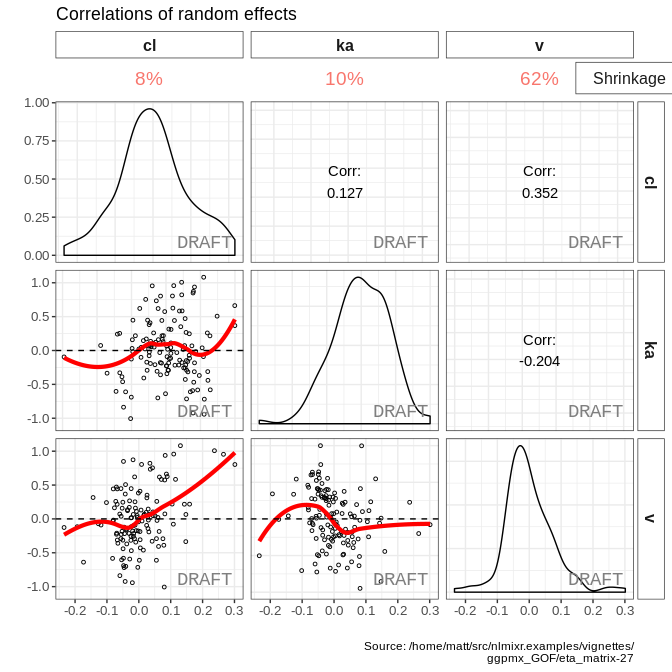 Correlations of random effects
cl ka v
8% 10% 62% Shrinkage
1.00
0.75
0.50
0.25
0.00
Corr:
0.127
Corr:
0.352
DRAFT DRAFT DRAFT
cl
1.0
0.5
0.0
-0.5
-1.0
Corr:
-0.204
DRAFT DRAFT DRAFT
ka
1.0
0.5
0.0
-0.5
-1.0
DRAFT DRAFT DRAFT
v
-0.2 -0.1 0.0 0.1 0.2 0.3 -0.2 -0.1 0.0 0.1 0.2 0.3 -0.2 -0.1 0.0 0.1 0.2 0.3
Source: /home/matt/src/nlmixr.examples/vignettes/
ggpmx_GOF/eta_matrix-27